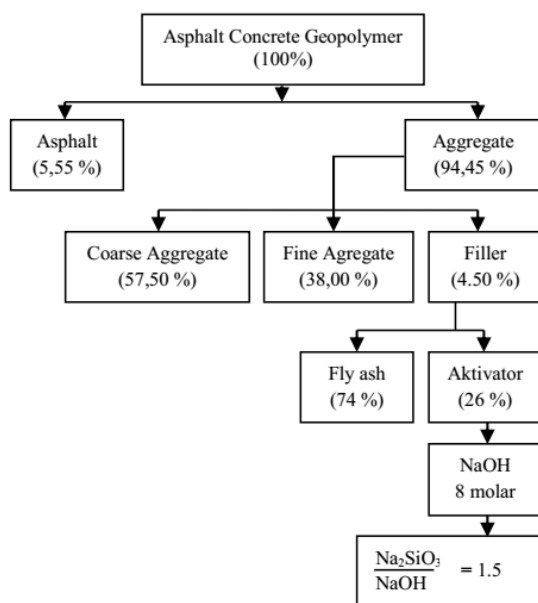 Asphalt Concrete Geopolymer
(100%)
Asphalt
(5,55 %)
Aggregate
(94,45 %)
Coarse Aggregate
(57,50 %)
Fine Agregate
(38,00 %)
Filler
(4.50 %)
Fly ash
(74 %)
Aktivator
(26 %)
NaOH
8 molar
Na₂SiO₃
NaOH
= 1.5